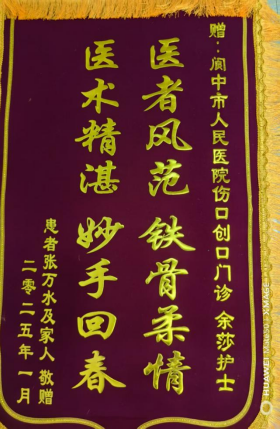 赠：阆中市人民医院伤口创口门诊 余莎护士
医者风范 铁骨柔情
医术精湛 妙手回春
患者张万水及家人 敬赠
二零二五年一月